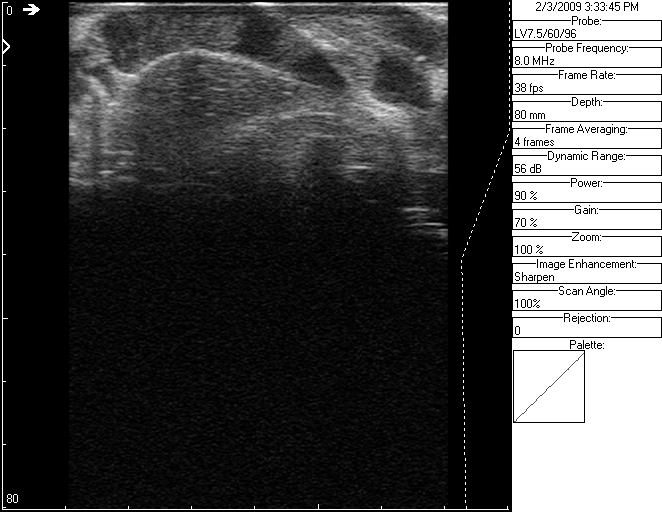 0
80
2/3/2009 3:33:45 PM
Probe:
LV7.5/60/96
Probe Frequency:
8.0 MHz
Frame Rate:
38 fps
Depth:
80 mm
Frame Averaging:
4 frames
Dynamic Range:
56 dB
Power:
90 %
Gain:
70 %
Zoom:
100 %
Image Enhancement:
Sharpen
Scan Angle:
100%
Rejection:
0
Palette: